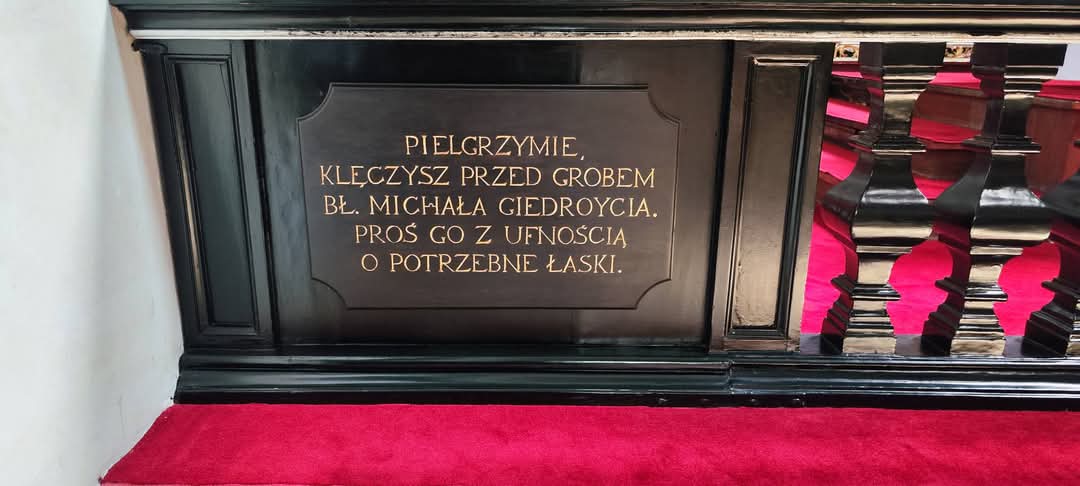 PIELGRZYMIE,
KLĘCZYSZ PRZED GROBEM
BŁ. MICHAŁA GIEDROYCIA.
PROŚ GO Z UFNOŚCIĄ
O POTRZEBNE ŁASKI.